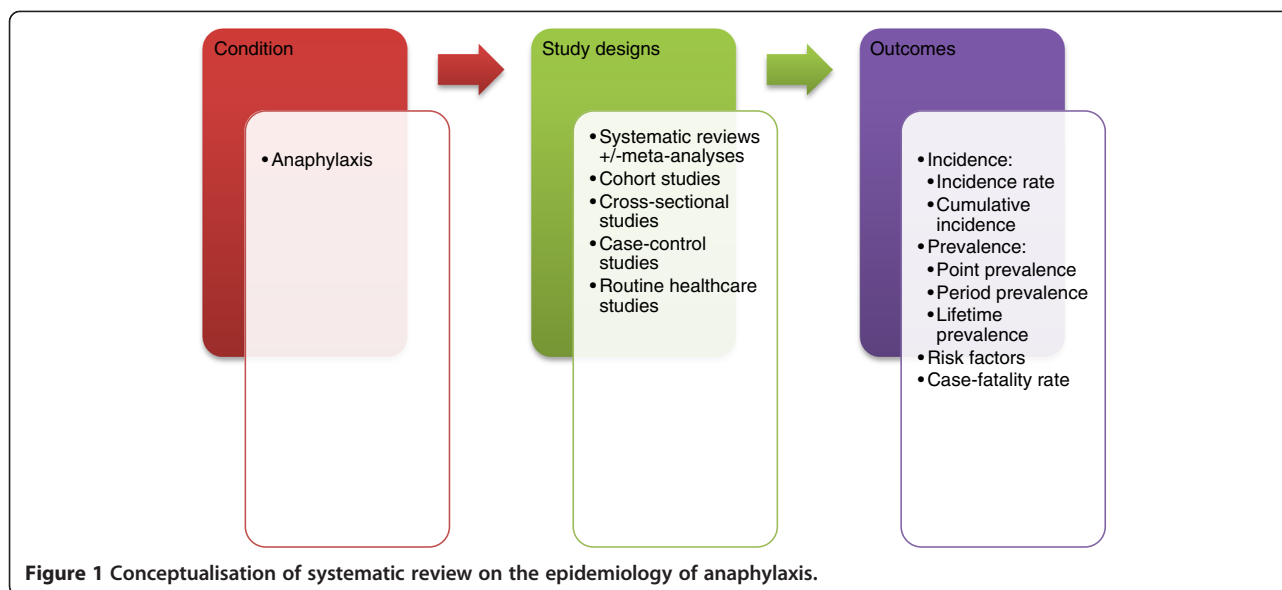 Condition
• Anaphylaxis
Study designs
• Systematic reviews
+/-meta-analyses
• Cohort studies
• Cross-sectional
studies
• Case-control
studies
• Routine healthcare
studies
Outcomes
• Incidence:
• Incidence rate
• Cumulative
incidence
• Prevalence:
• Point prevalence
• Period prevalence
• Lifetime
prevalence
• Risk factors
• Case-fatality rate
Figure 1 Conceptualisation of systematic review on the epidemiology of anaphylaxis.